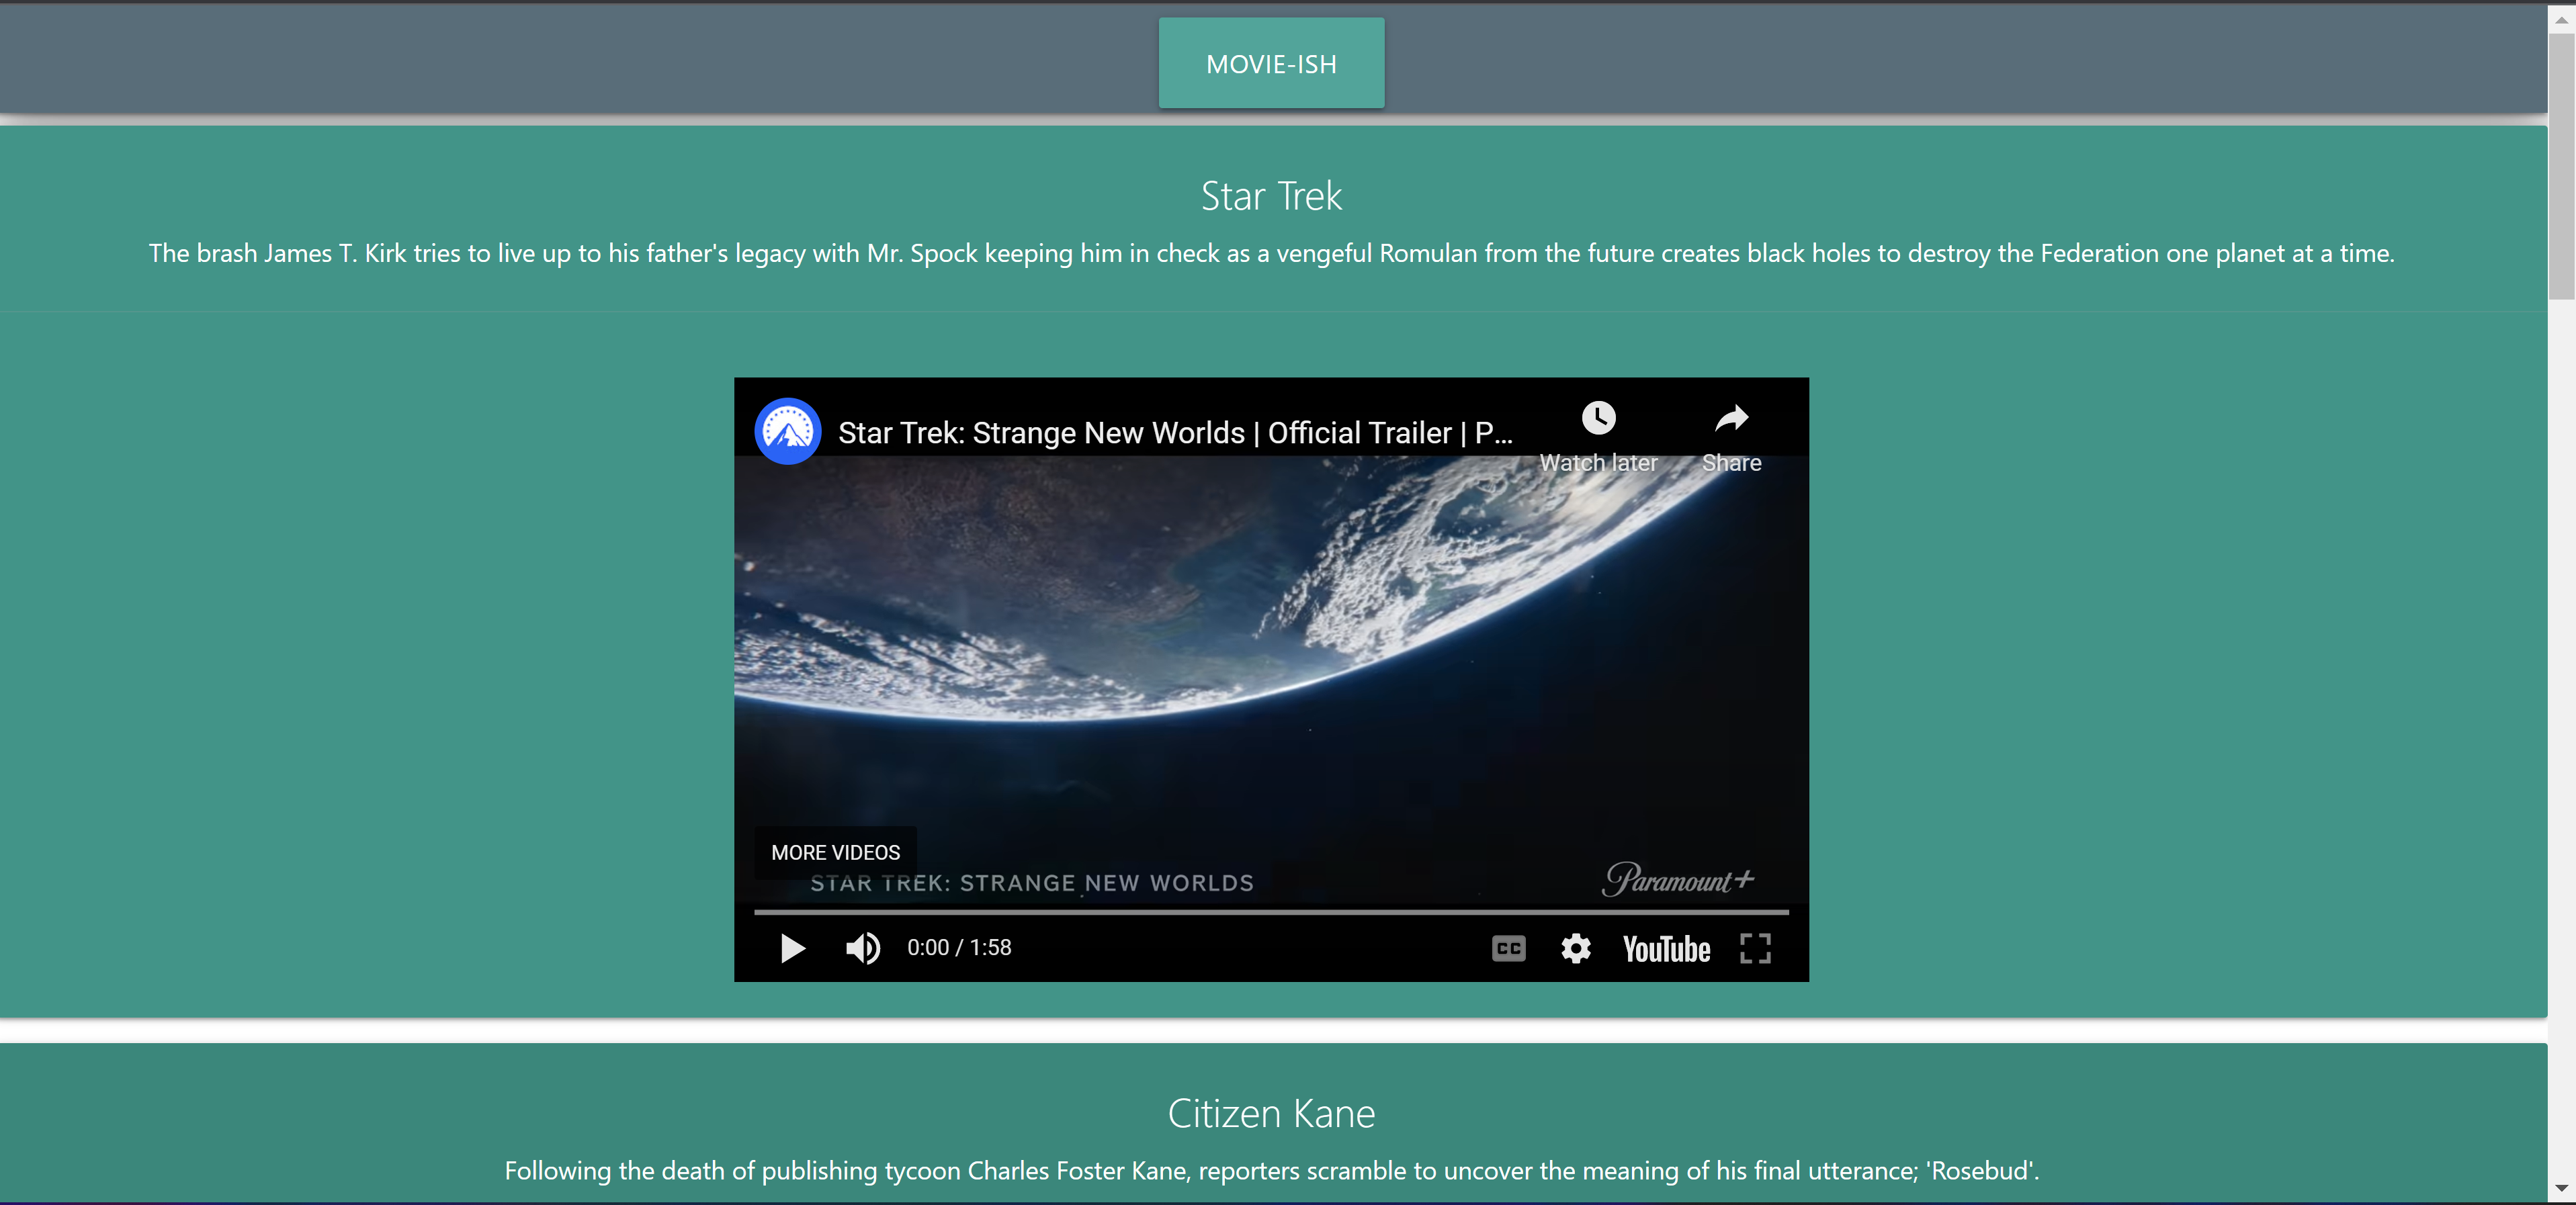 MOVIE-ISH
Star Trek
The brash James T. Kirk tries to live up to his father's legacy with Mr. Spock keeping him in check as a vengeful Romulan from the future creates black holes to destroy the Federation one planet at a time.
Star Trek: Strange New Worlds | Official Trailer | P...
Watch later
Share
MORE VIDEOS
STAR TREK: STRANGE NEW WORLDS
Paramount+
0:00 / 1:58
CC
YouTube
Citizen Kane
Following the death of publishing tycoon Charles Foster Kane, reporters scramble to uncover the meaning of his final utterance; 'Rosebud'.